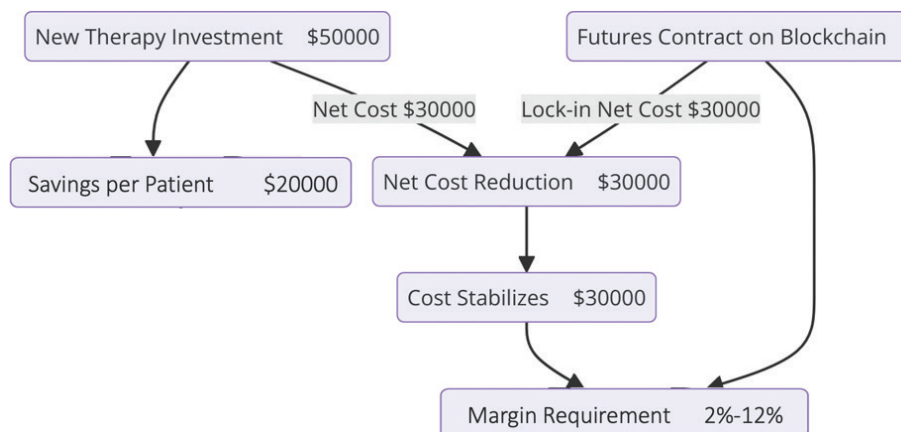 New Therapy Investment $50000
Futures Contract on Blockchain
Net Cost $30000
Lock-in Net Cost $30000
Savings per Patient $20000
Net Cost Reduction $30000
Cost Stabilizes $30000
Margin Requirement 2%-12%